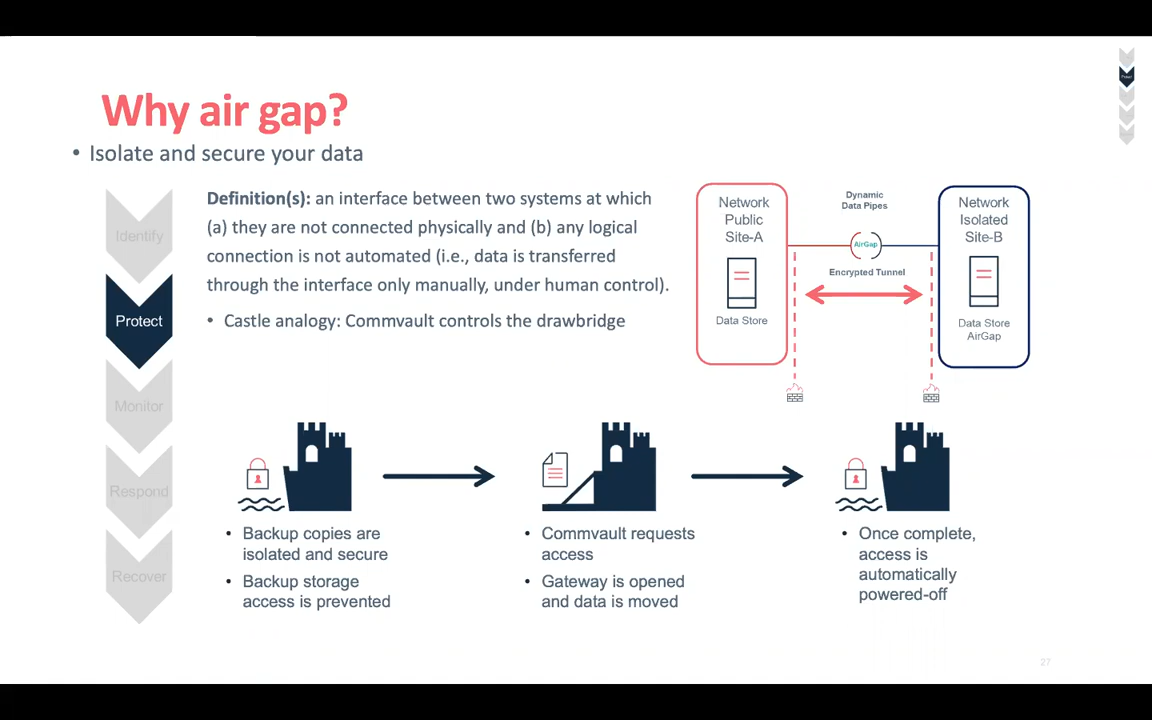 Protect
Why air gap?
• Isolate and secure your data
Identify
Protect
Monitor
Respond
Recover
Definition(s): an interface between two systems at which
(a) they are not connected physically and (b) any logical
connection is not automated (i.e., data is transferred
through the interface only manually, under human control).
• Castle analogy: Commvault controls the drawbridge
Network
Public
Site-A
Data Store
Dynamic
Data Pipes
AirGap
Encrypted Tunnel
Network
Isolated
Site-B
Data Store
AirGap
• Backup copies are
isolated and secure
• Backup storage
access is prevented
• Commvault requests
access
• Gateway is opened
and data is moved
• Once complete,
access is
automatically
powered-off
27